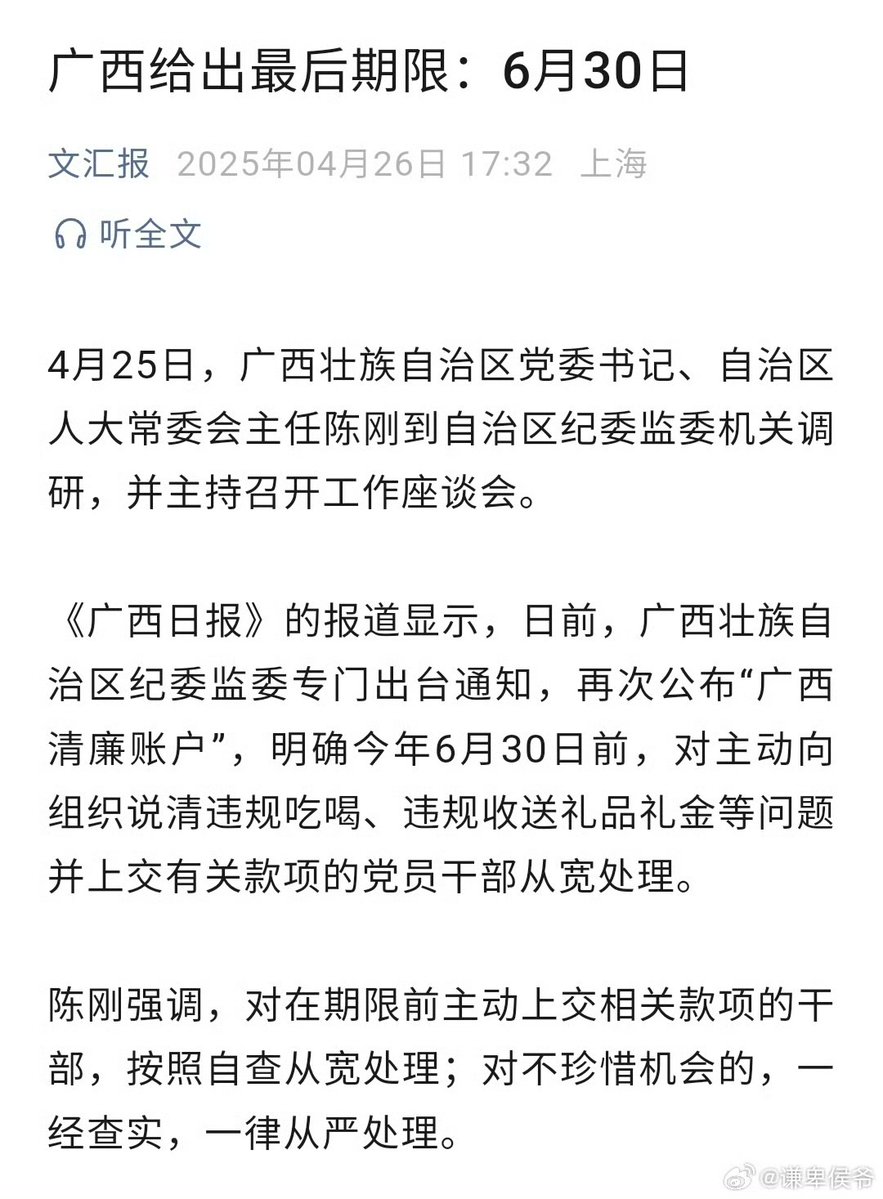 广西给出最后期限：6月30日
文汇报 2025年04月26日 17:32 上海
听全文
4月25日，广西壮族自治区党委书记、自治区
人大常委会主任陈刚到自治区纪委监委机关调
研，并主持召开工作座谈会。
《广西日报》的报道显示，日前，广西壮族自
治区纪委监委专门出台通知，再次公布“广西
清廉账户”，明确今年6月30日前，对主动向
组织说清违规吃喝、违规收送礼品礼金等问题
并上交有关款项的党员干部从宽处理。
陈刚强调，对在期限前主动上交相关款项的干
部，按照自查从宽处理；对不珍惜机会的，一
经查实，一律从严处理。
@谦卑侯爷